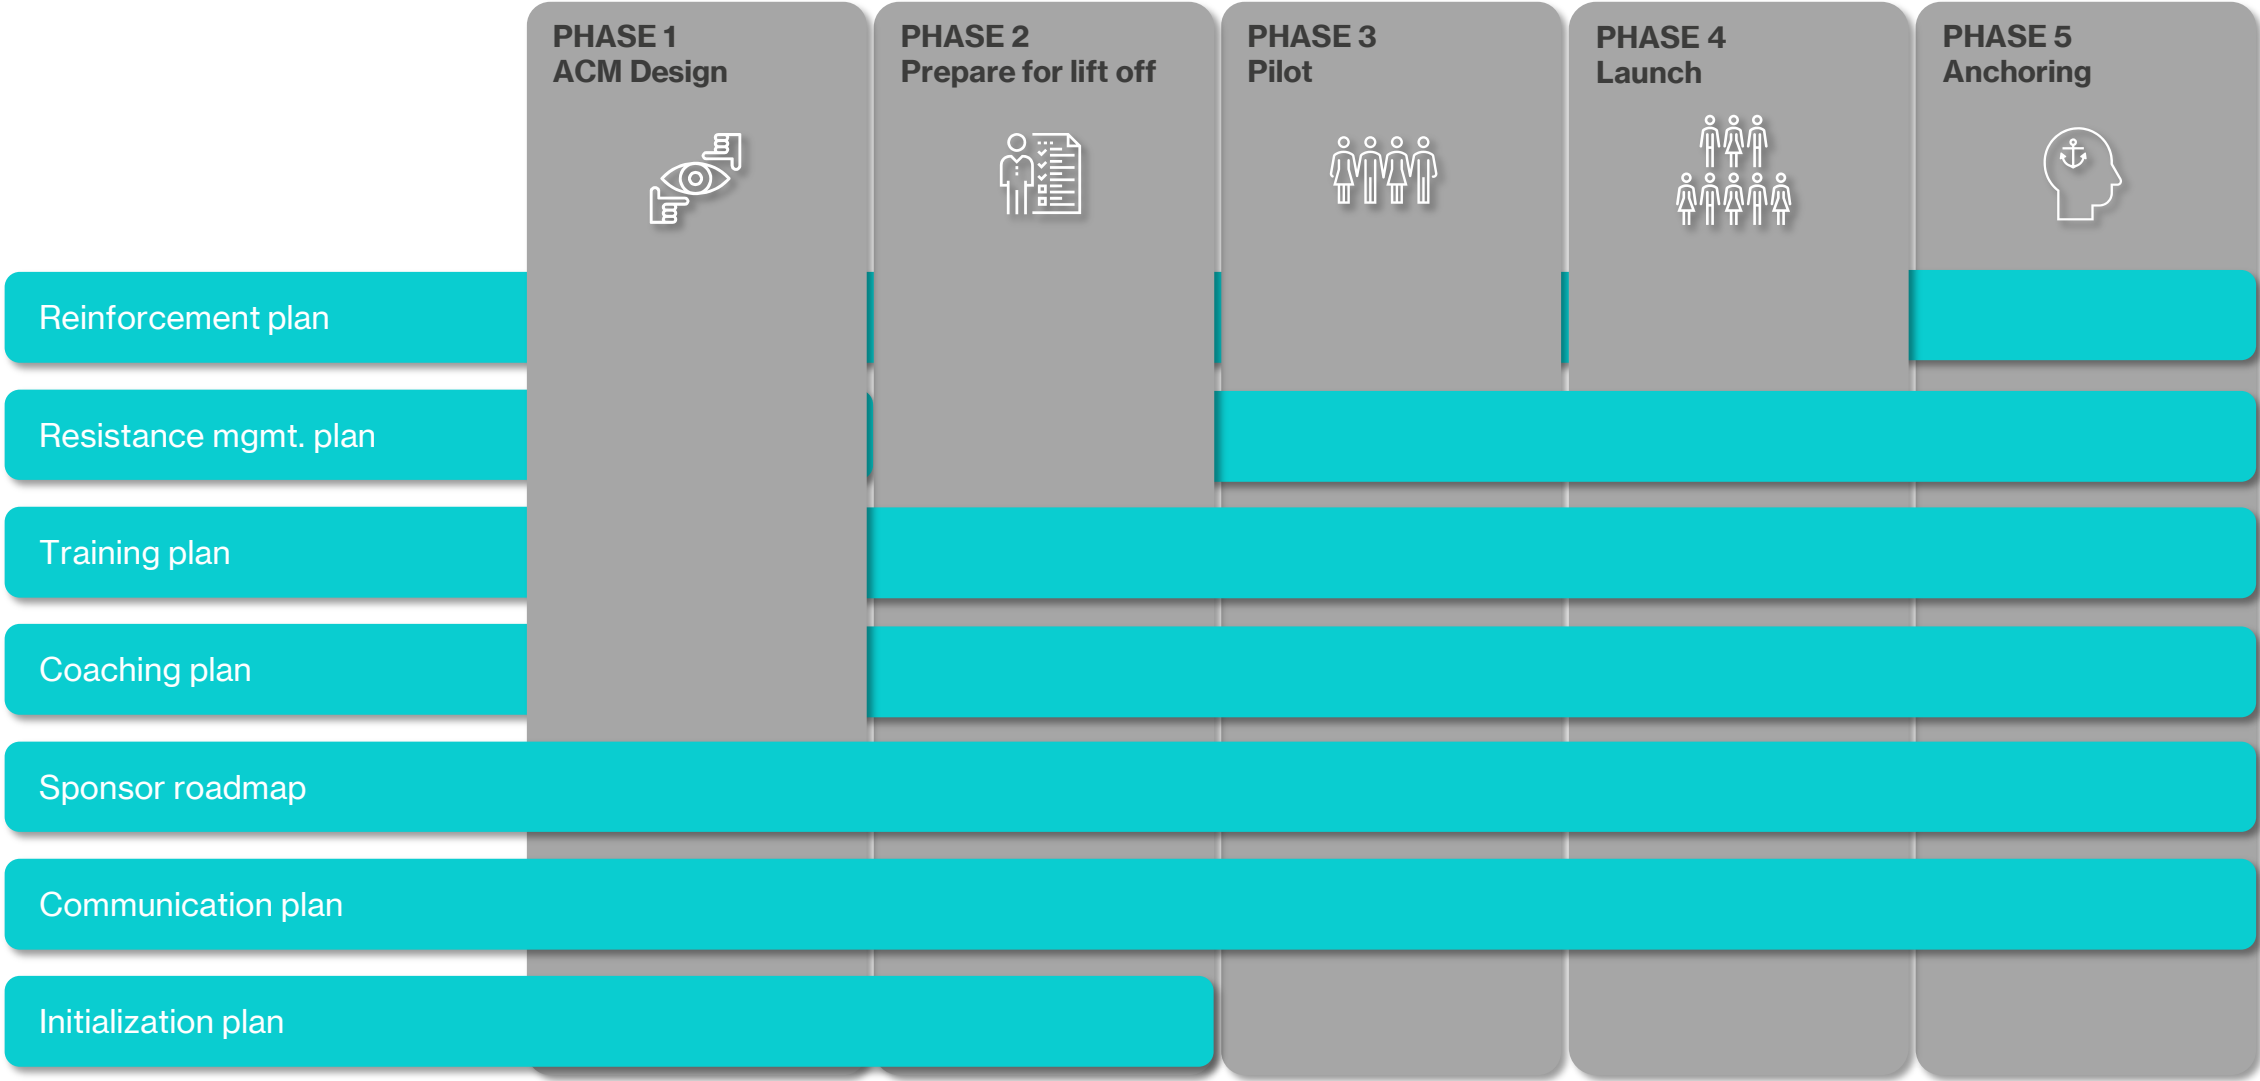 PHASE 1
ACM Design
PHASE 2
Prepare for lift off
PHASE 3
Pilot
PHASE 4
Launch
PHASE 5
Anchoring
Reinforcement plan
Resistance mgmt. plan
Training plan
Coaching plan
Sponsor roadmap
Communication plan
Initialization plan